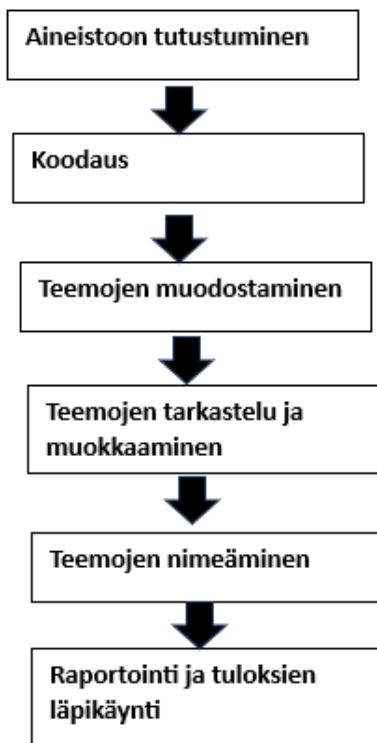 Aineistoon tutustuminen
Koodaus
Teemojen muodostaminen
Teemojen tarkastelu ja
muokkaaminen
Teemojen nimeäminen
Raportointi ja tuloksien
läpikäynti